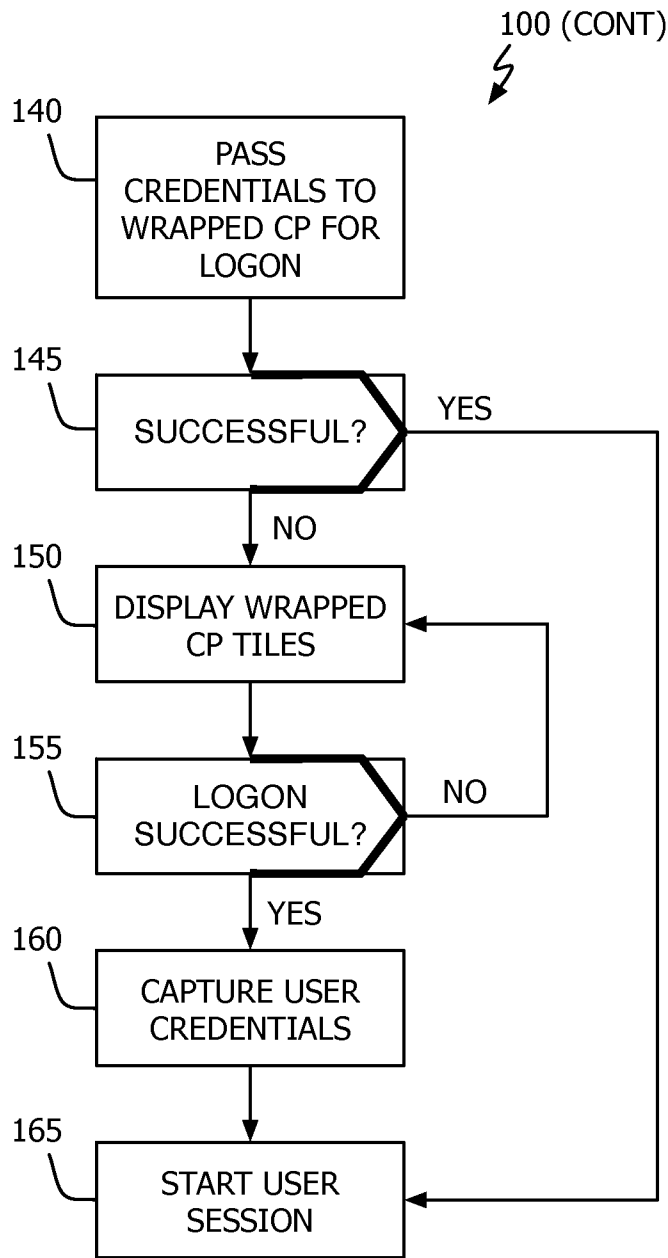 100 (CONT)
140
PASS
CREDENTIALS TO
WRAPPED CP FOR
LOGON
145
SUCCESSFUL?
YES
NO
150
DISPLAY WRAPPED
CP TILES
155
LOGON
SUCCESSFUL?
NO
YES
160
CAPTURE USER
CREDENTIALS
165
START USER
SESSION